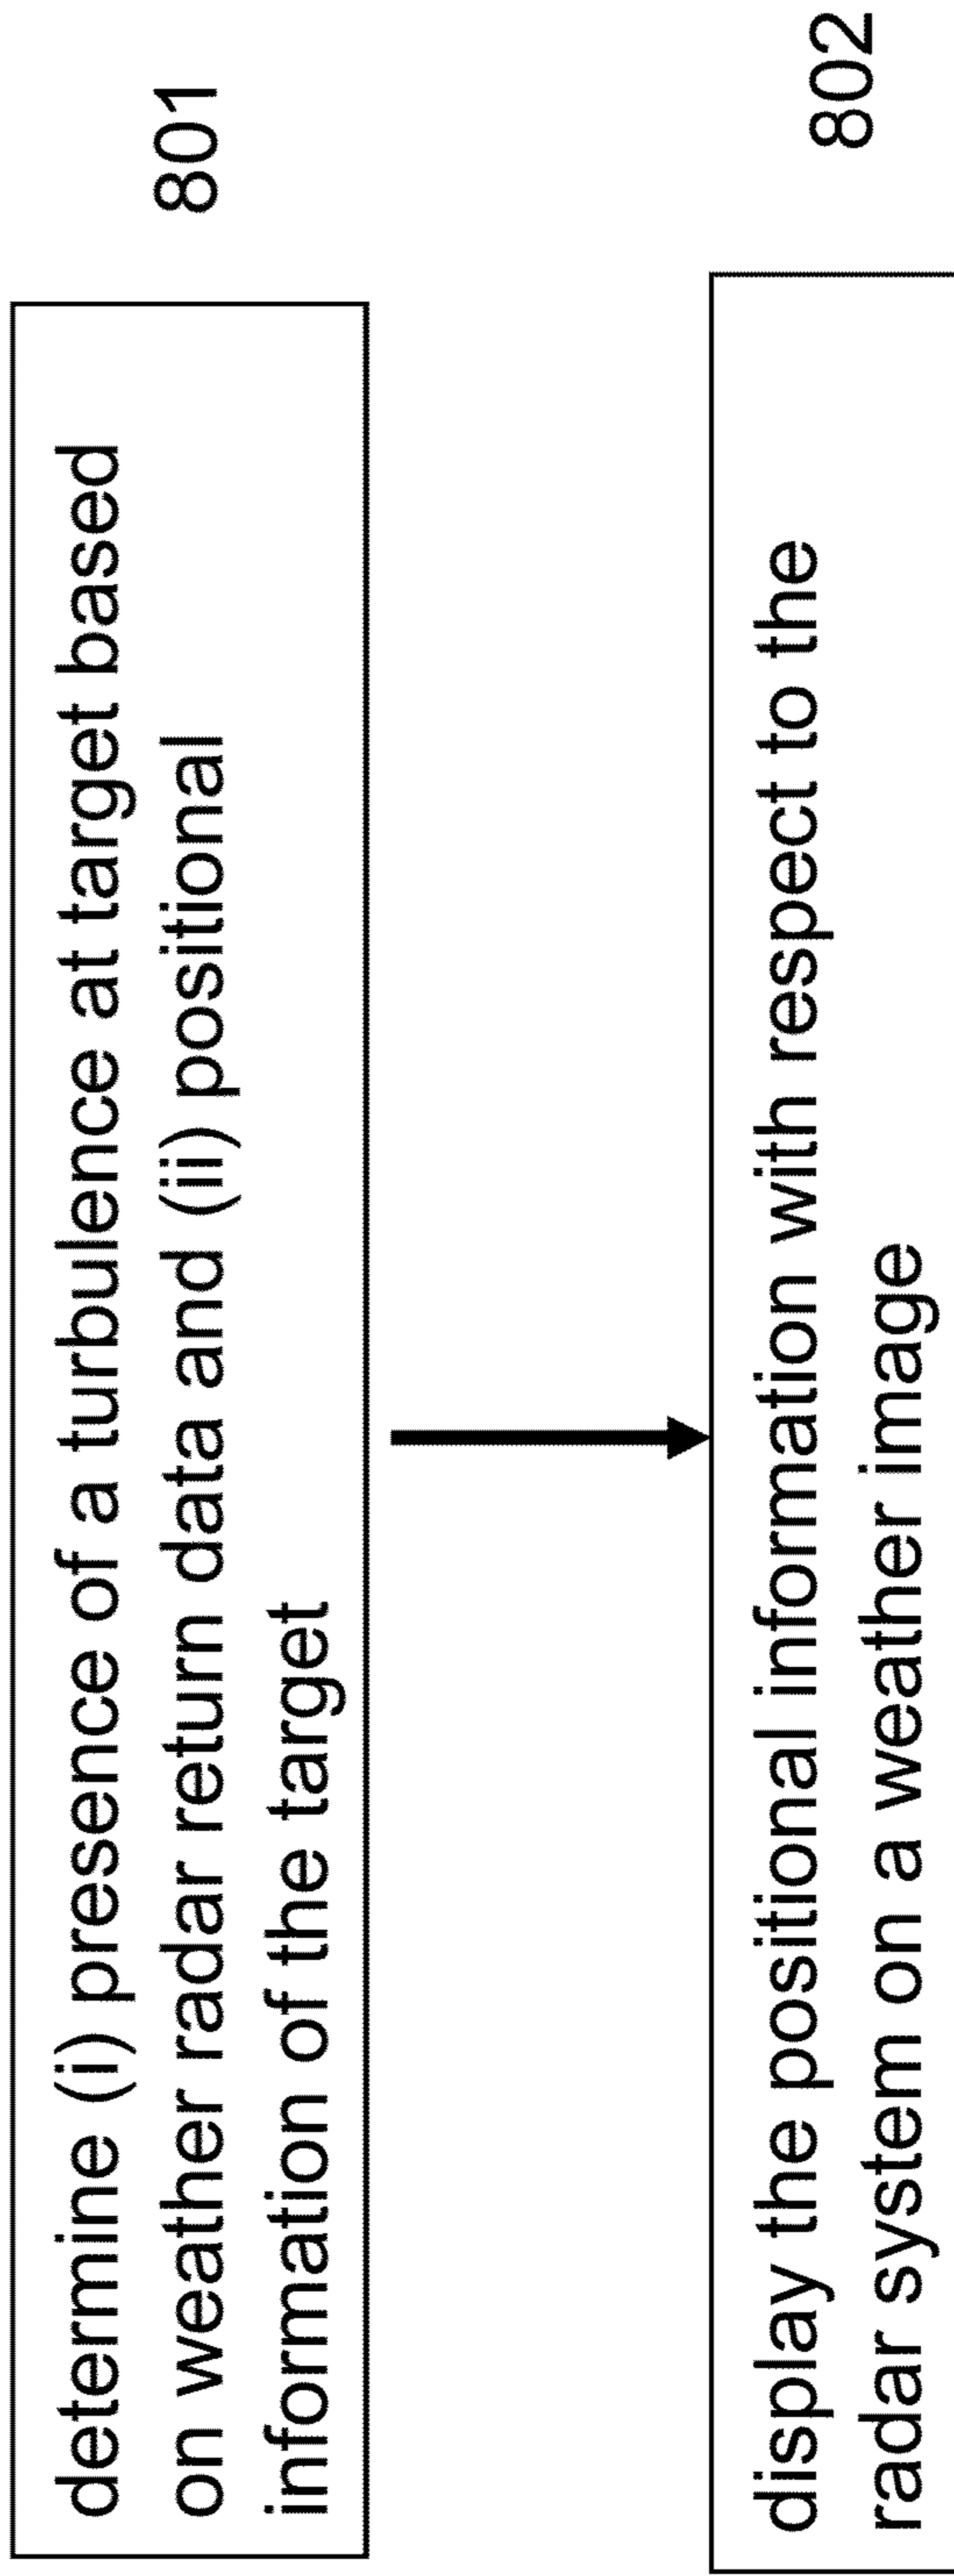 determine (i) presence of a turbulence at target based
on weather radar return data and (ii) positional
information of the target
801
display the positional information with respect to the
radar system on a weather image
802